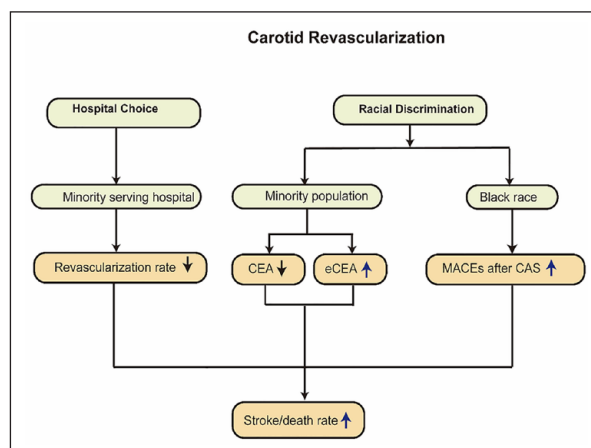 Carotid Revascularization
Hospital Choice
Racial Discrimination
Minority serving hospital
Minority population
Black race
Revascularization rate
CEA
eCEA
MACEs after CAS
Stroke/death rate